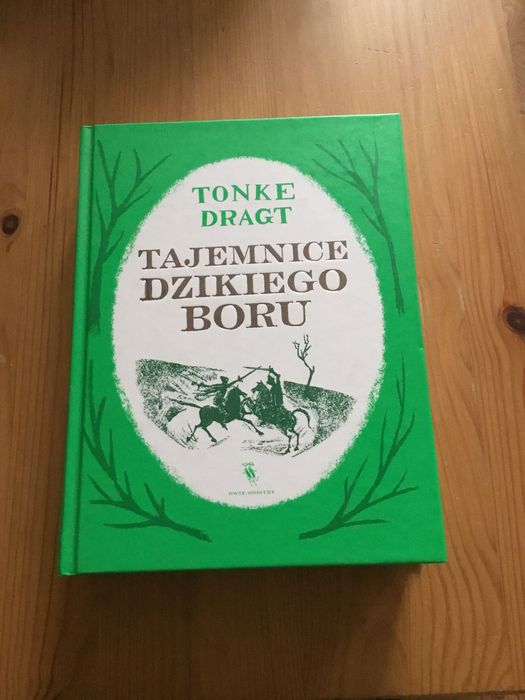 TONKE
DRAGT
TAJEMNICE
DZIKIEGO
BORU
DWIE SIOSTRY